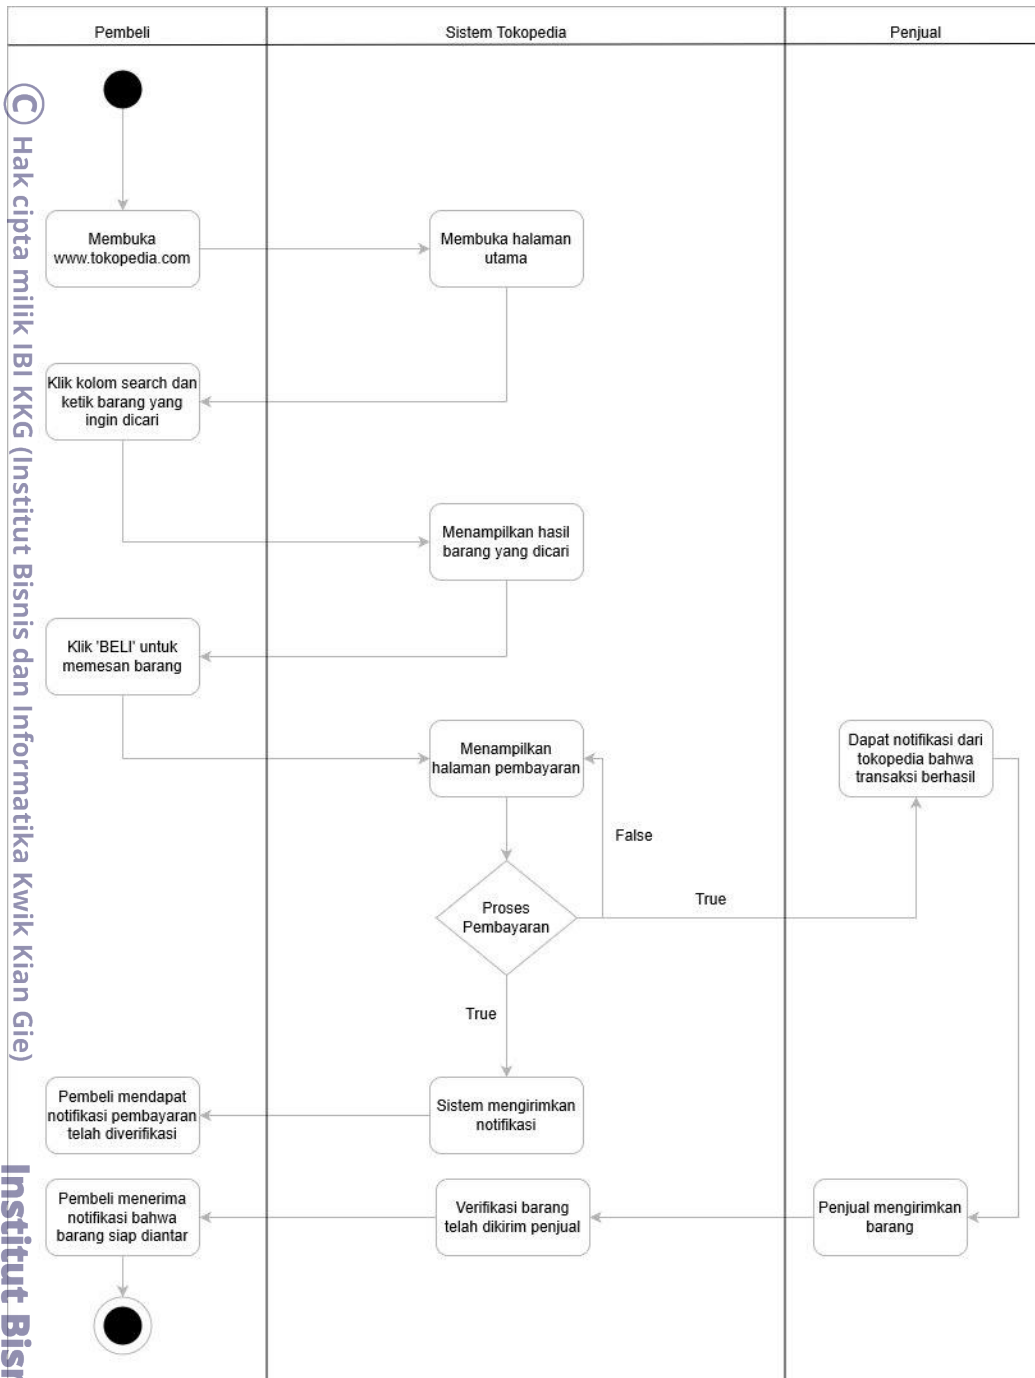 Pembeli
Sistem Tokopedia
Penjual
Membuka
www.tokopedia.com
Membuka halaman
utama
Klik kolom search dan
ketik barang yang
ingin dicari
Menampilkan hasil
barang yang dicari
Klik 'BELI' untuk
memesan barang
Menampilkan
halaman pembayaran
Dapat notifikasi dari
tokopedia bahwa
transaksi berhasil
False
True
Proses
Pembayaran
True
Pembeli mendapat
notifikasi pembayaran
telah diverifikasi
Sistem mengirimkan
notifikasi
Pembeli menerima
notifikasi bahwa
barang siap diantar
Verifikasi barang
telah dikirim penjual
Penjual mengirimkan
barang
© Hak cipta milik IBI KKG (Institut Bisnis dan Informatika Kwik Kian Gie)
Institut